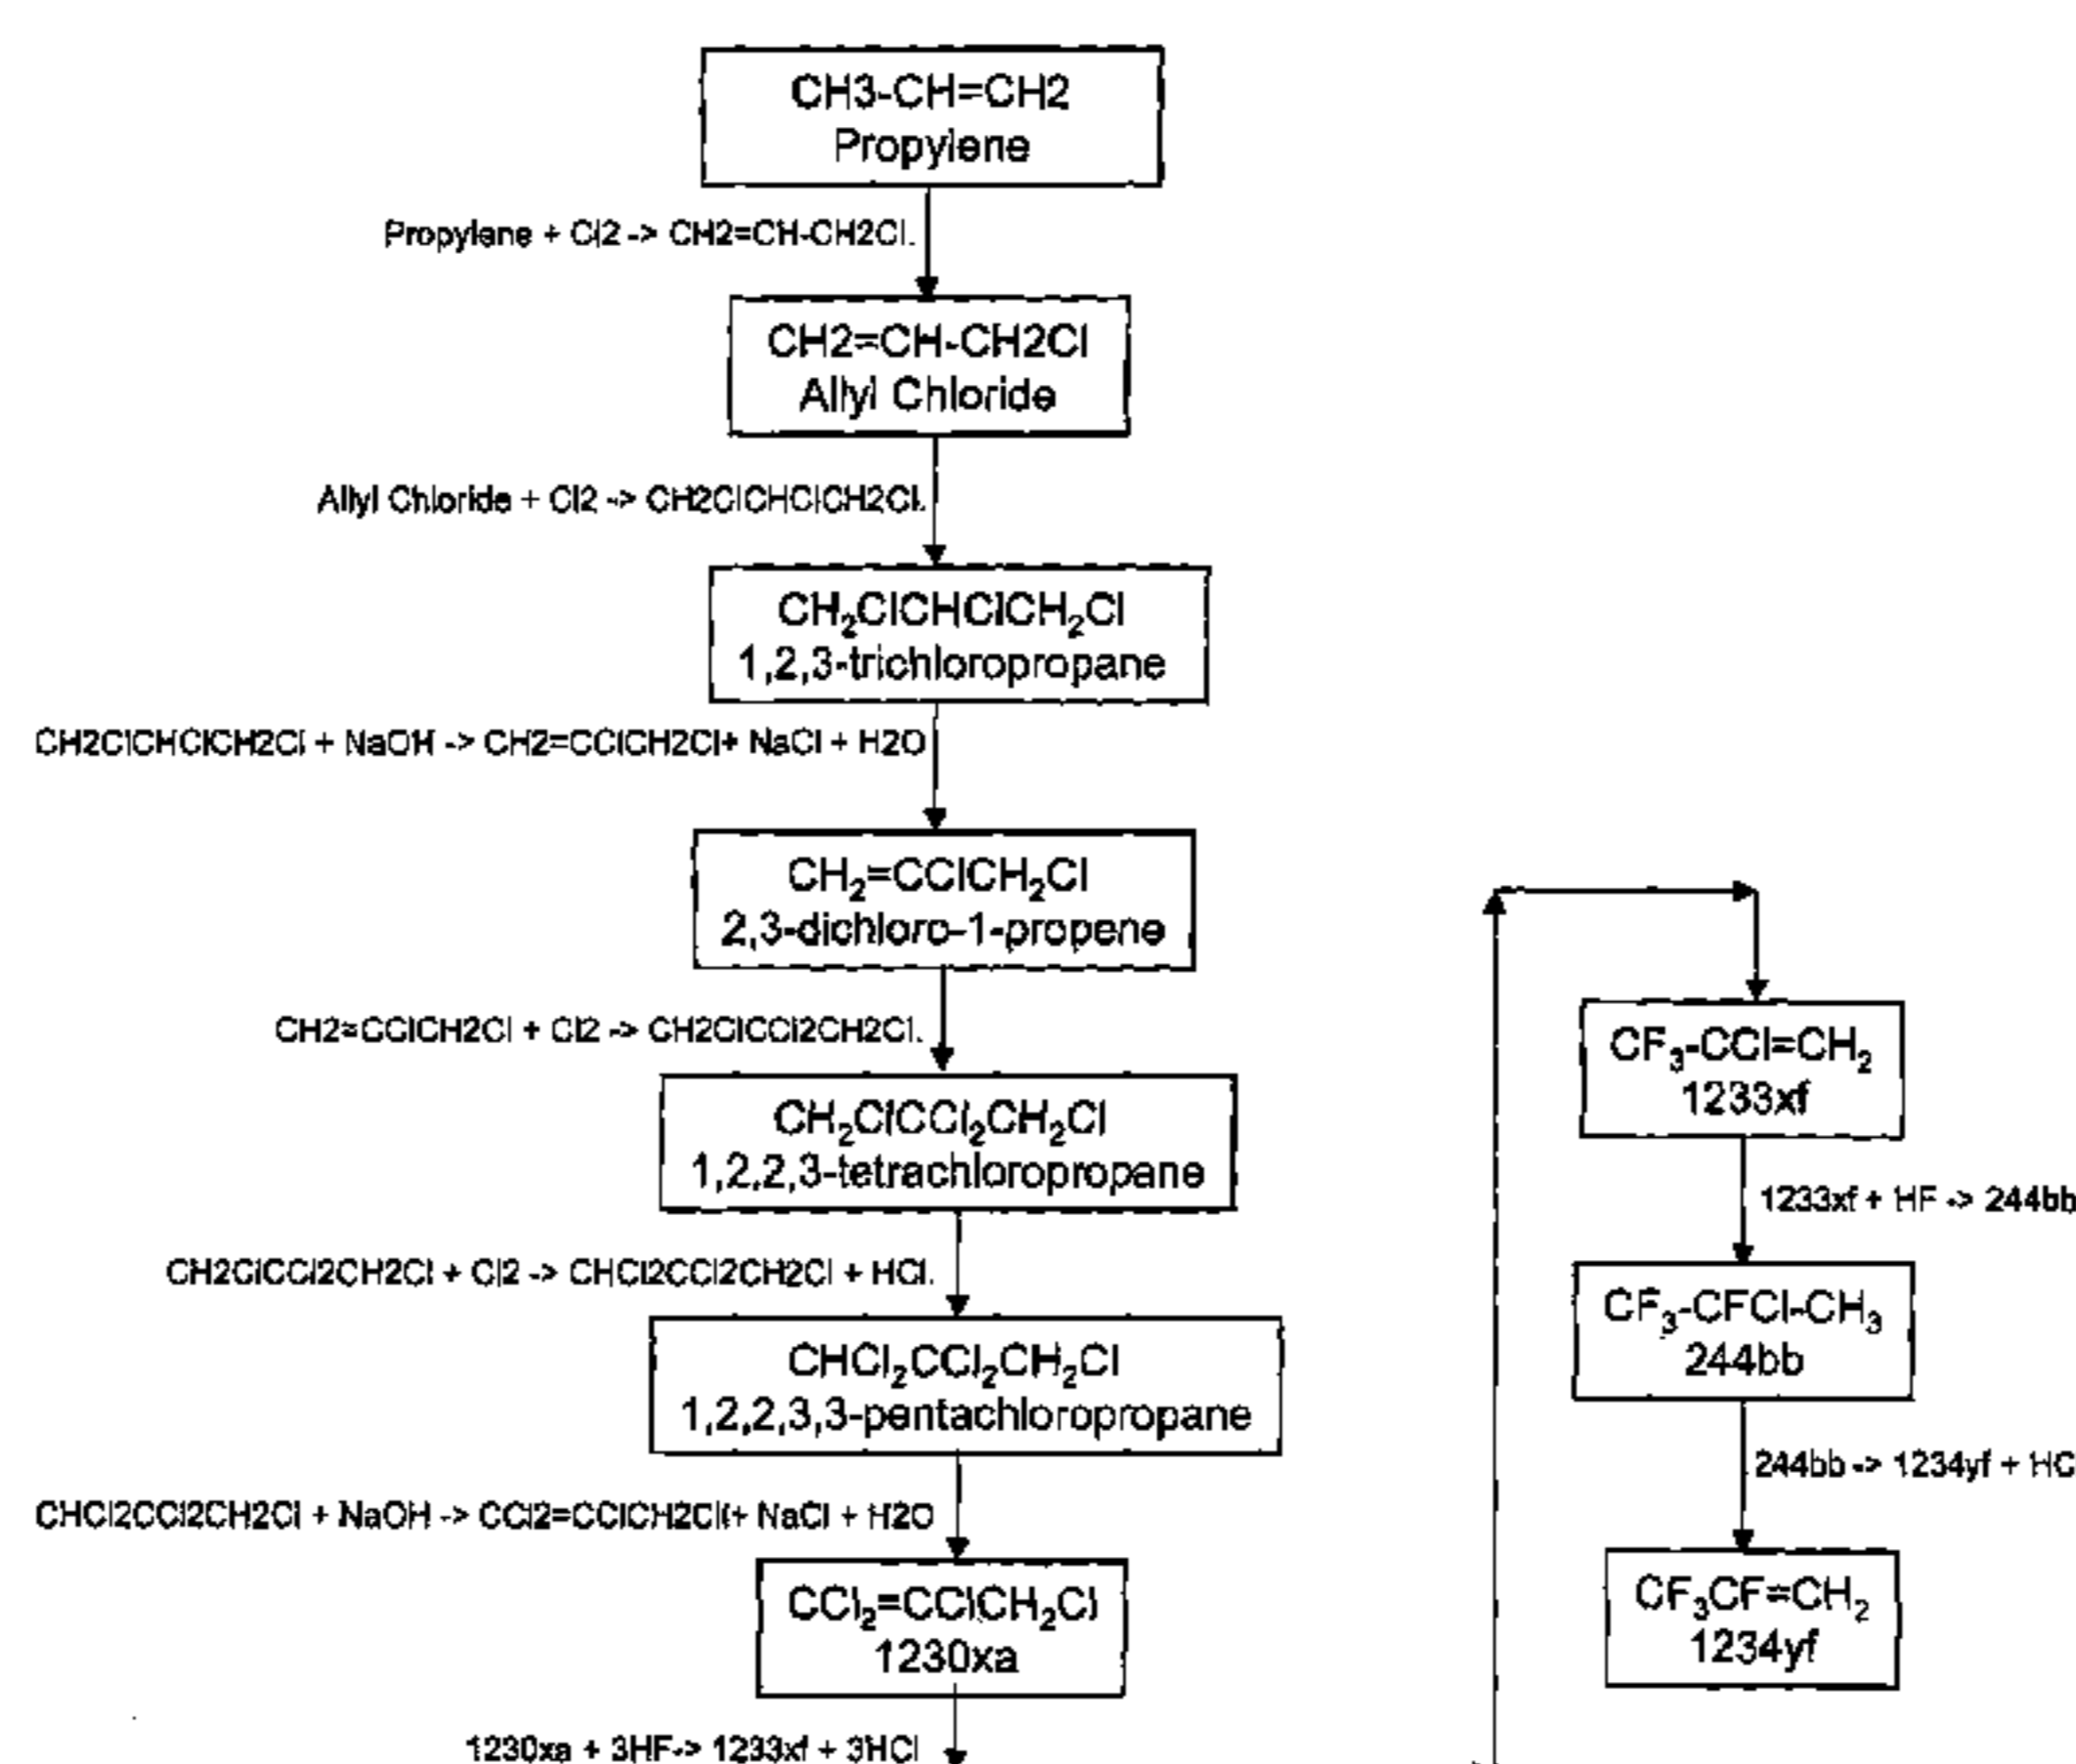 CH3-CH=CH2
Propylene
Propylene + Cl2 -> CH2=CH-CH2Cl.
CH2=CH-CH2Cl
Allyl Chloride
Allyl Chloride + Cl2 -> CH2ClCHClCH2Cl.
CH₂ClCHClCH₂Cl
1,2,3-trichloropropane
CH2ClCHClCH2Cl + NaOH -> CH2=CClCH2Cl+ NaCl + H2O
CH₂=CClCH₂Cl
2,3-dichloro-1-propene
CH2=CClCH2Cl + Cl2 -> CH2ClCCl2CH2Cl.
CH₂ClCCl₂CH₂Cl
1,2,2,3-tetrachloropropane
CH2ClCCl2CH2Cl + Cl2 -> CHCl2CCl2CH2Cl + HCl.
CHCl₂CCl₂CH₂Cl
1,2,2,3,3-pentachloropropane
CHCl2CCl2CH2Cl + NaOH -> CCl2=CClCH2Cl(+ NaCl + H2O
CCl₂=CClCH₂Cl
1230xa
1230xa + 3HF-> 1233xf + 3HCl
CF₃-CCl=CH₂
1233xf
1233xf + HF -> 244bb
CF₃-CFCl-CH₃
244bb
244bb -> 1234yf + HC
CF₃CF=CH₂
1234yf